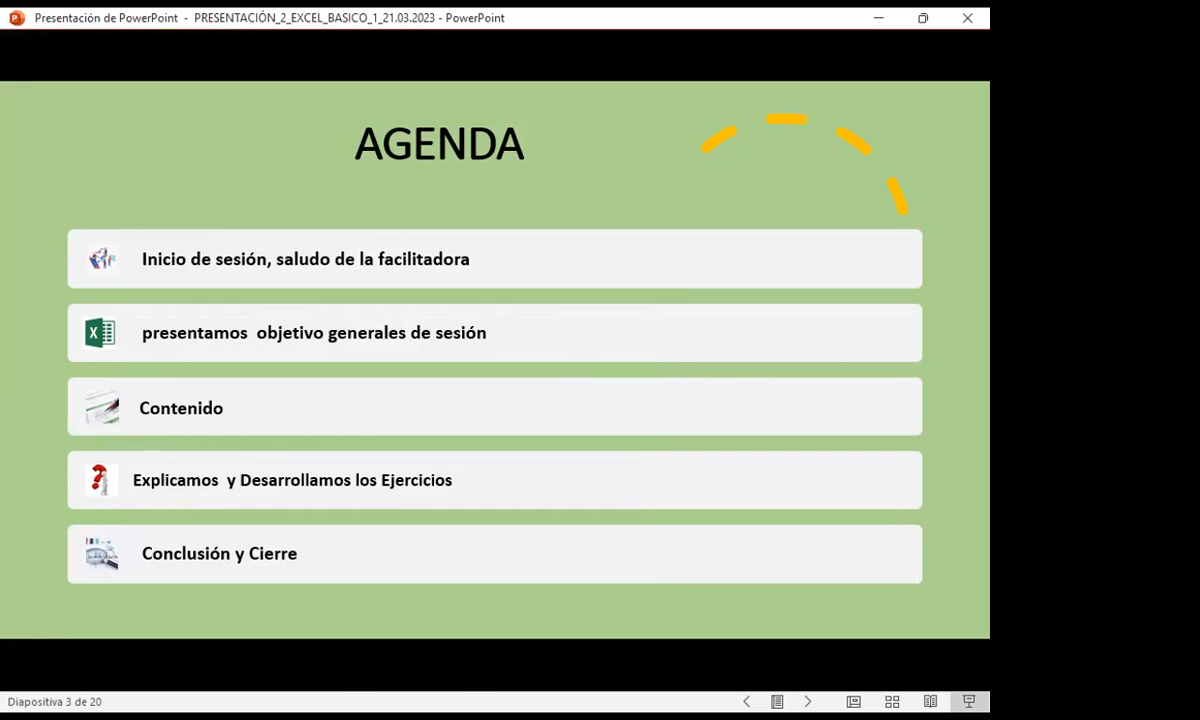 Presentación de PowerPoint - PRESENTACIÓN_2_EXCEL_BASICO_1_21.03.2023 - PowerPoint
AGENDA
Inicio de sesión, saludo de la facilitadora
presentamos objetivo generales de sesión
Contenido
Explicamos y Desarrollamos los Ejercicios
Conclusión y Cierre
Diapositiva 3 de 20